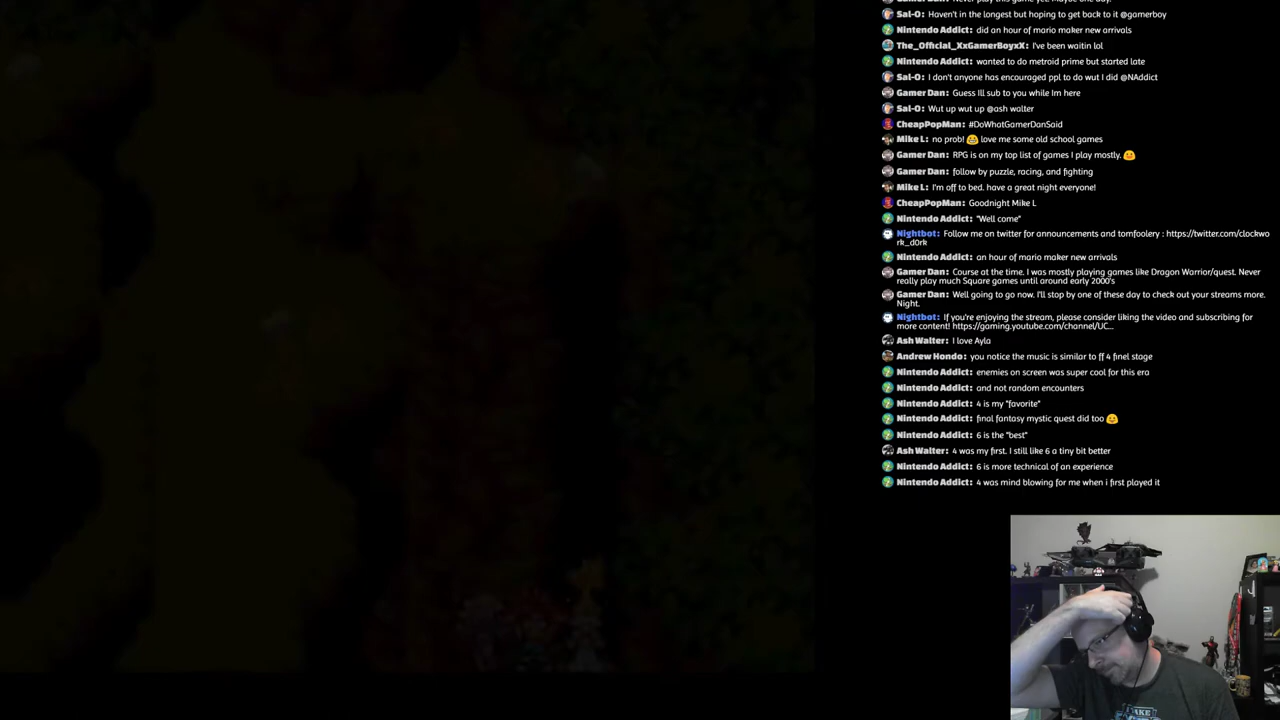 Sal-O: Haven't in the longest but hoping to get back to it @gamerboy
Nintendo Addict: did an hour of mario maker new arrivals
The_Official_XxGamerBoyxX: I've been waitin lol
Nintendo Addict: wanted to do metroid prime but started late
Sal-O: I don't anyone has encouraged ppl to do wut I did @NAddict
Gamer Dan: Guess Ill sub to you while Im here
Sal-O: Wut up wut up @ash walter
CheapPopMan: #DoWhatGamerDanSaid
Mike L: no prob! 😂 love me some old school games
Gamer Dan: RPG is on my top list of games I play mostly. 🙂
Gamer Dan: follow by puzzle, racing, and fighting
Mike L: I'm off to bed. have a great night everyone!
CheapPopMan: Goodnight Mike L
Nintendo Addict: "Well come"
Nightbot: Follow me on twitter for announcements and tomfoolery : https://twitter.com/clockwo
rk_d0rk
Nintendo Addict: an hour of mario maker new arrivals
Gamer Dan: Course at the time. I was mostly playing games like Dragon Warrior/quest. Never
really play much Square games until around early 2000's
Gamer Dan: Well going to go now. I'll stop by one of these day to check out your streams more.
Night.
Nightbot: If you're enjoying the stream, please consider liking the video and subscribing for
more content! https://gaming.youtube.com/channel/UC...
Ash Walter: I love Ayla
Andrew Hondo: you notice the music is similar to ff 4 finel stage
Nintendo Addict: enemies on screen was super cool for this era
Nintendo Addict: and not random encounters
Nintendo Addict: 4 is my "favorite"
Nintendo Addict: final fantasy mystic quest did too 🙂
Nintendo Addict: 6 is the "best"
Ash Walter: 4 was my first. I still like 6 a tiny bit better
Nintendo Addict: 6 is more technical of an experience
Nintendo Addict: 4 was mind blowing for me when i first played it